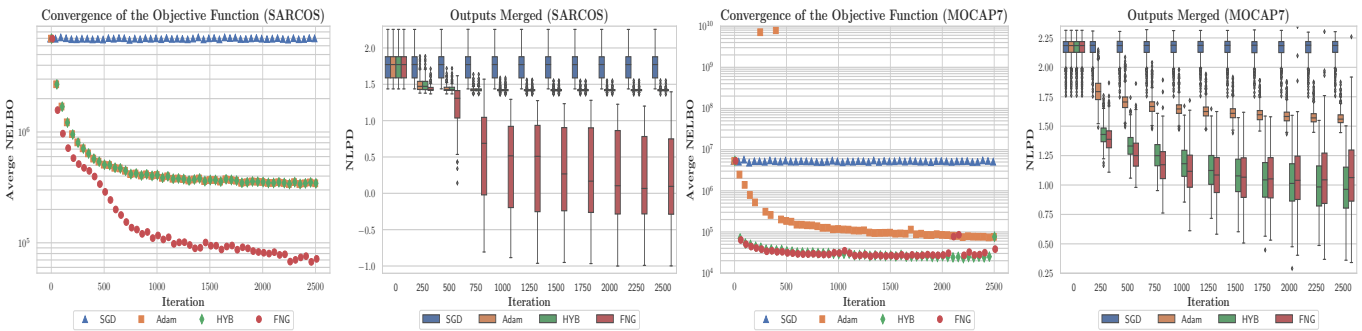 Convergence of the Objective Function (SARCOS)
Averge NELBO
10^6
10^5
0 500 1000 1500 2000 2500
Iteration
SGD Adam HYB FNG
Outputs Merged (SARCOS)
NLPD
2.0
1.5
1.0
0.5
0.0
−0.5
−1.0
0 250 500 750 1000 1250 1500 1750 2000 2500
Iteration
SGD Adam HYB FNG
Convergence of the Objective Function (MOCAP7)
Averge NELBO
10^10
10^9
10^8
10^7
10^6
10^5
10^4
0 500 1000 1500 2000 2500
Iteration
SGD Adam HYB FNG
Outputs Merged (MOCAP7)
NLPD
2.25
2.00
1.75
1.50
1.25
1.00
0.75
0.50
0.25
0 250 500 750 1000 1250 1500 1750 2000 2250 2500
Iteration
SGD Adam HYB FNG